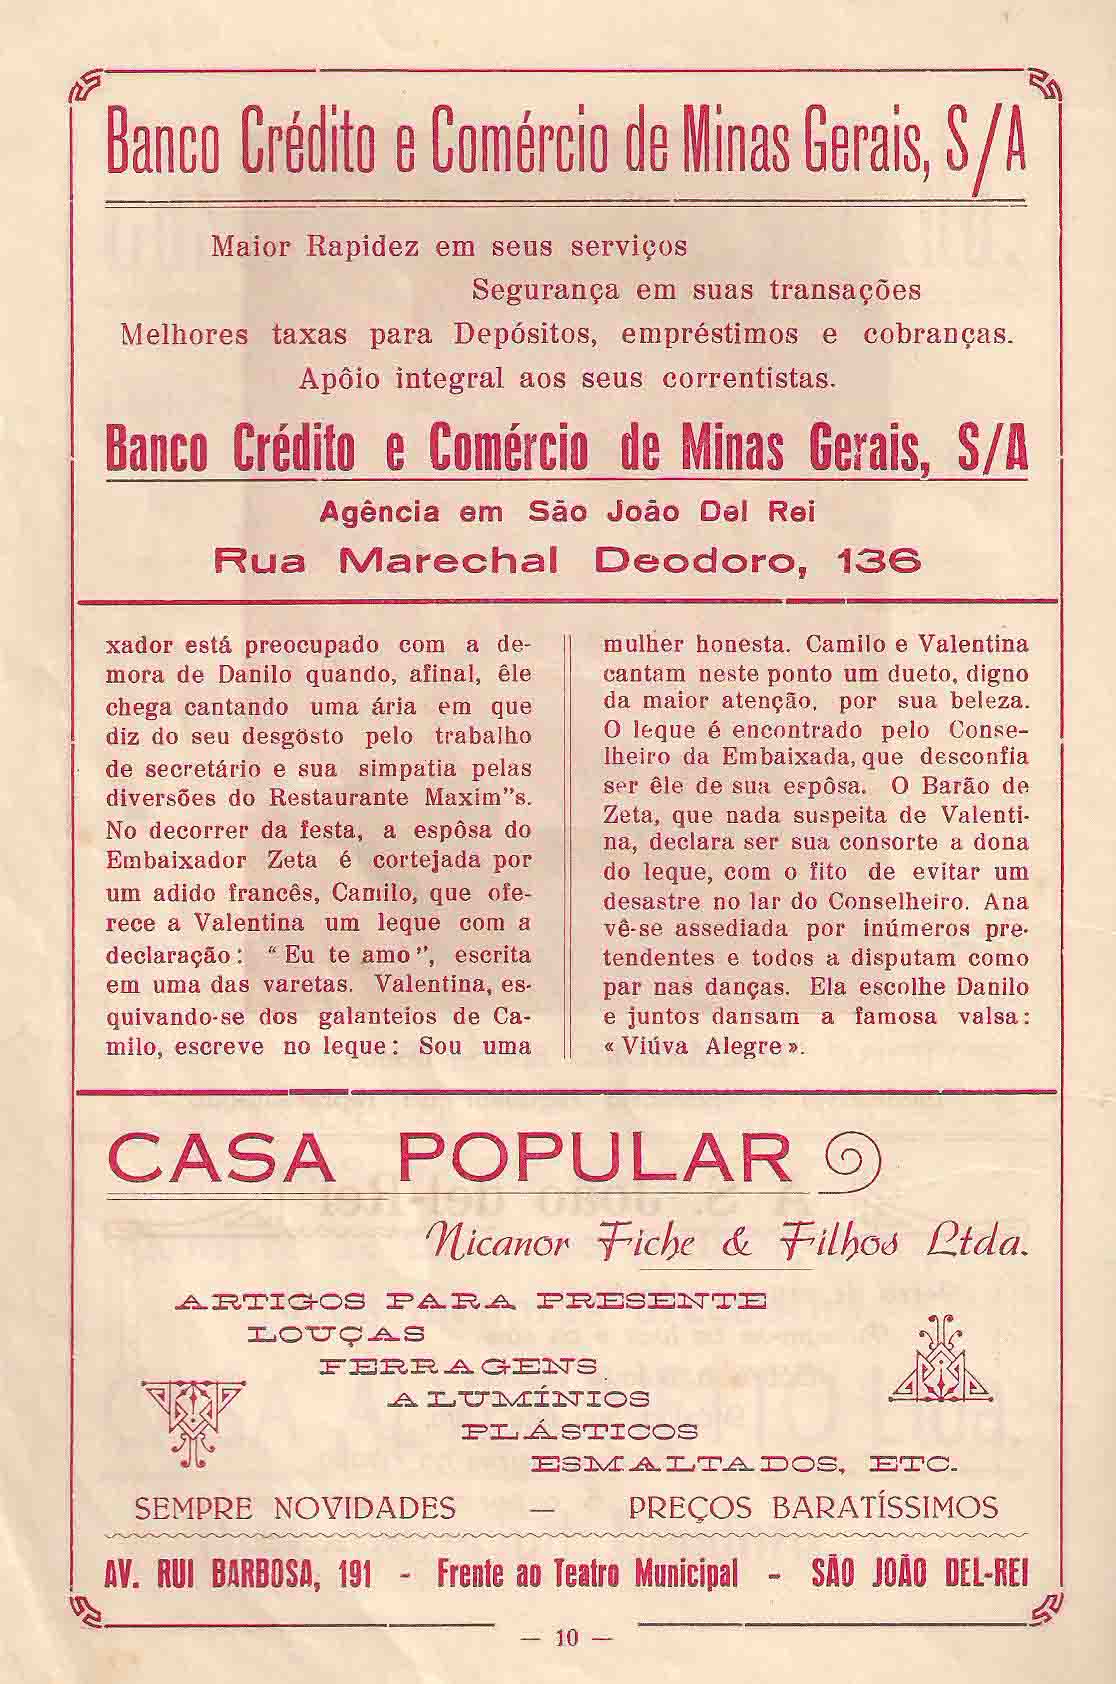 Banco Crédito e Comércio de Minas Gerais, S/A
Maior Rapidez em seus serviços
Segurança em suas transações
Melhores taxas para Depósitos, empréstimos e cobranças.
Apôio integral aos seus correntistas.
Banco Crédito e Comércio de Minas Gerais, S/A
Agência em São João Del Rei
Rua Marechal Deodoro, 136
xador está preocupado com a de-
mora de Danilo quando, afinal, êle
chega cantando uma ária em que
diz do seu desgôsto pelo trabalho
de secretário e sua simpatia pelas
diversões do Restaurante Maxim"s.
No decorrer da festa, a espôsa do
Embaixador Zeta é cortejada por
um adido francês, Camilo, que ofe-
rece a Valentina um leque com a
declaração: "Eu te amo", escrita
em uma das varetas. Valentina, es-
quivando-se dos galanteios de Ca-
milo, escreve no leque: Sou uma
mulher honesta. Camilo e Valentina
cantam neste ponto um dueto, digno
da maior atenção, por sua beleza.
O leque é encontrado pelo Conse-
lheiro da Embaixada, que desconfia
ser êle de sua espôsa. O Barão de
Zeta, que nada suspeita de Valenti-
na, declara ser sua consorte a dona
do leque, com o fito de evitar um
desastre no lar do Conselheiro. Ana
vê-se assediada por inúmeros pre-
tendentes e todos a disputam como
par nas danças. Ela escolhe Danilo
e juntos dansam a famosa valsa:
«Viúva Alegre».
CASA POPULAR
Nicanor Fiche & Filhos Ltda.
ARTIGOS PARA PRESENTE
LOUÇAS
FERRAGENS
ALUMÍNIOS
PLÁSTICOS
ESMALTADOS, ETC.
SEMPRE NOVIDADES — PREÇOS BARATÍSSIMOS
AV. RUI BARBOSA, 191 - Frente ao Teatro Municipal - SÃO JOÃO DEL-REI
— 10 —